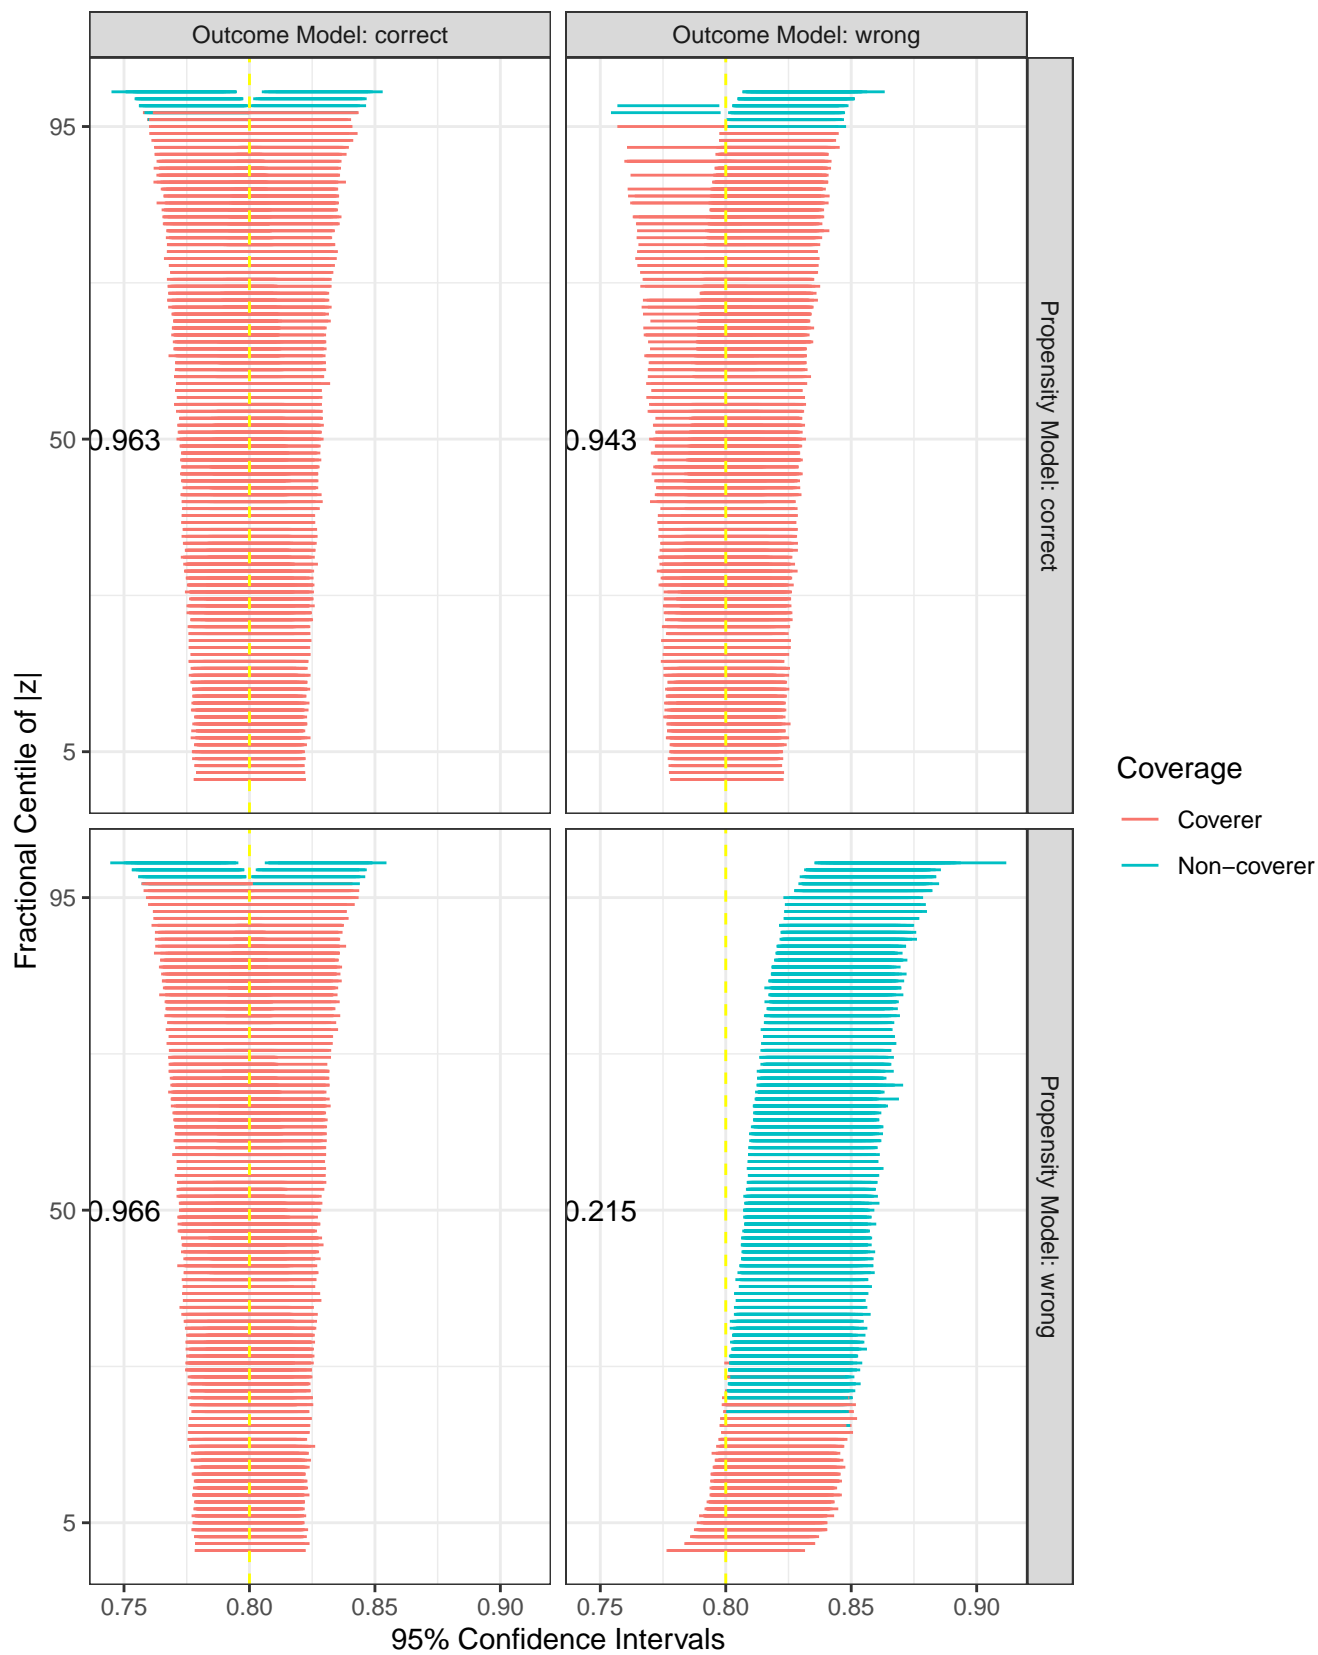 Outcome Model: correct
Outcome Model: wrong
Propensity Model: correct
95
50
5
0.963
0.943
Fractional Centile of |z|
Coverage
Coverer
Non−coverer
Propensity Model: wrong
95
50
5
0.966
0.215
0.75
0.80
0.85
0.90
0.75
0.80
0.85
0.90
95% Confidence Intervals